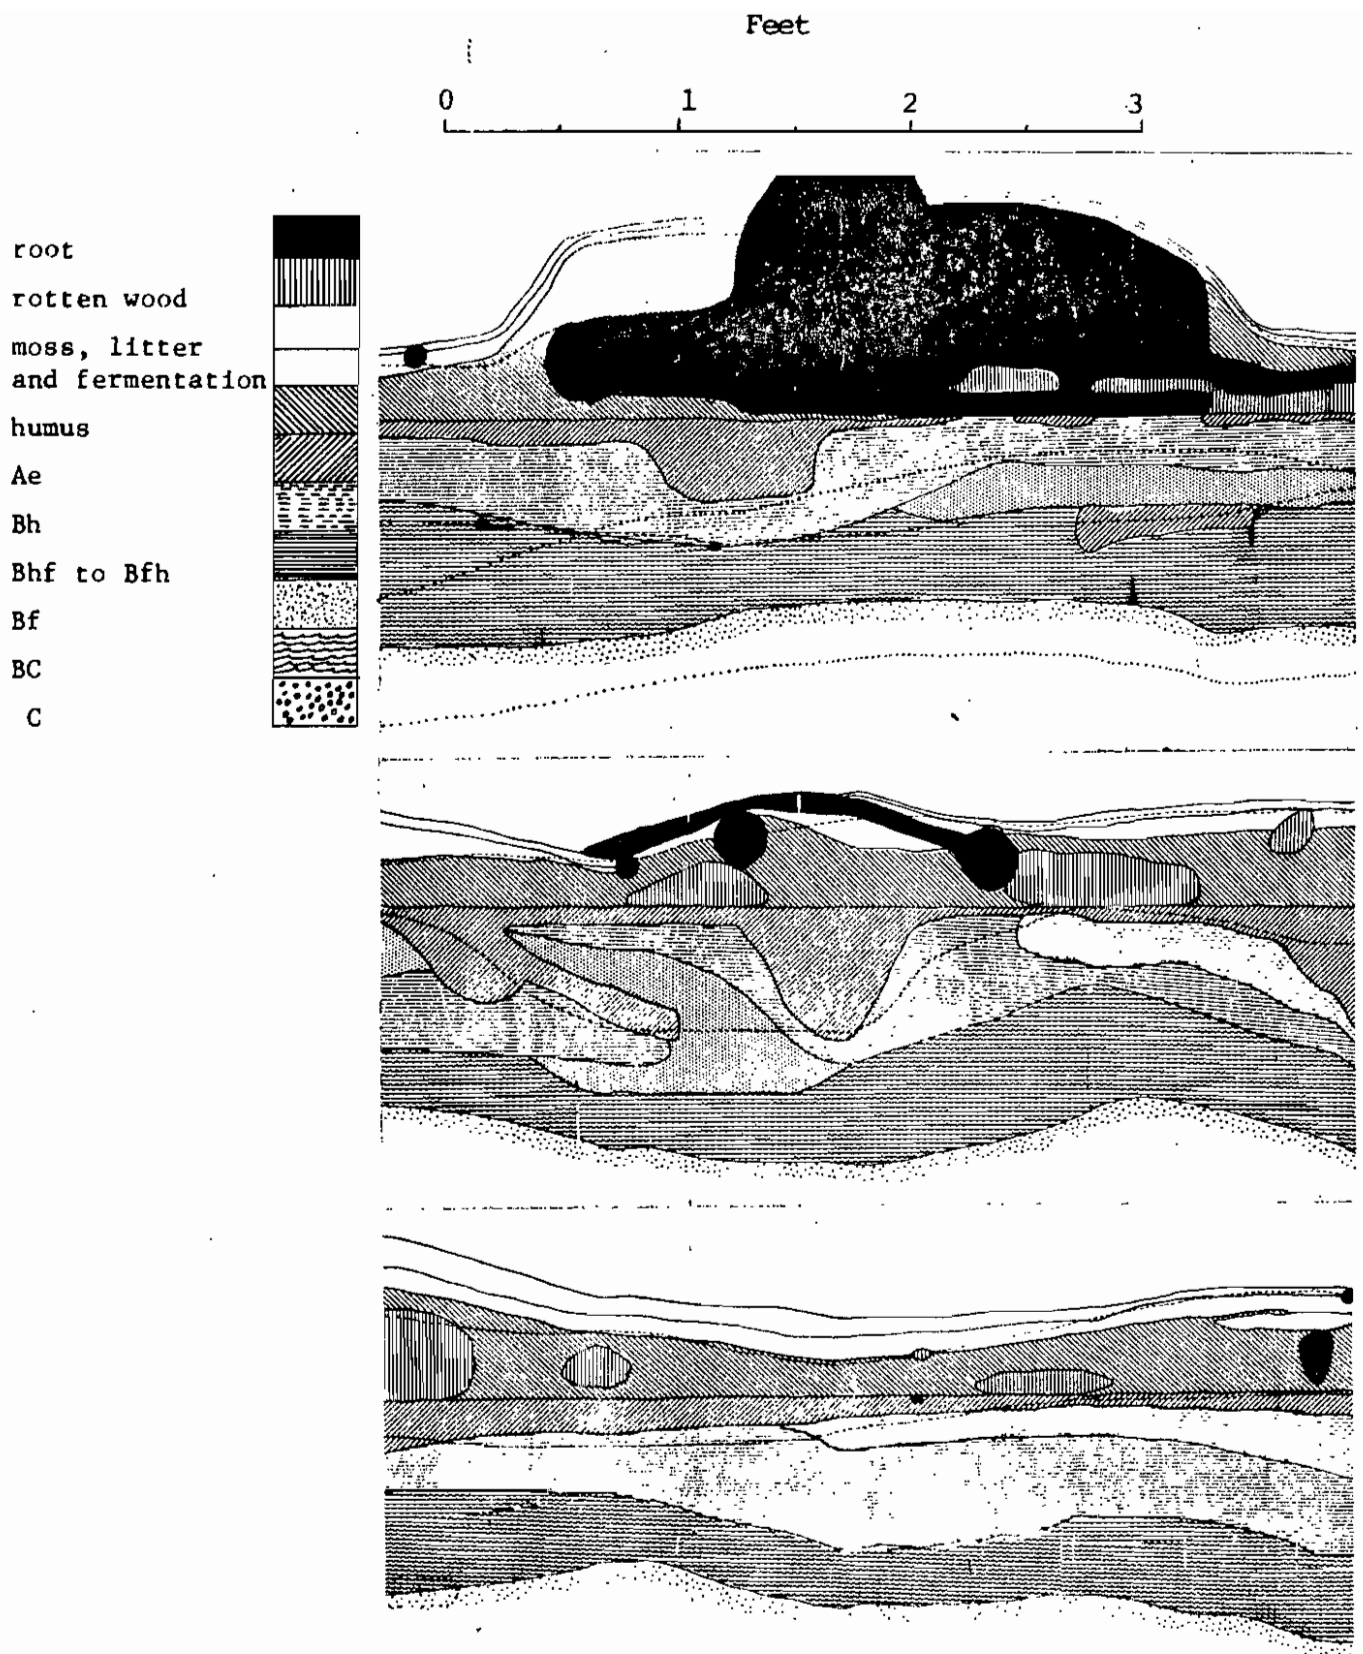 Feet
0 1 2 3
root
rotten wood
moss, litter
and fermentation
humus
Ae
Bh
Bhf to Bfh
Bf
BC
C